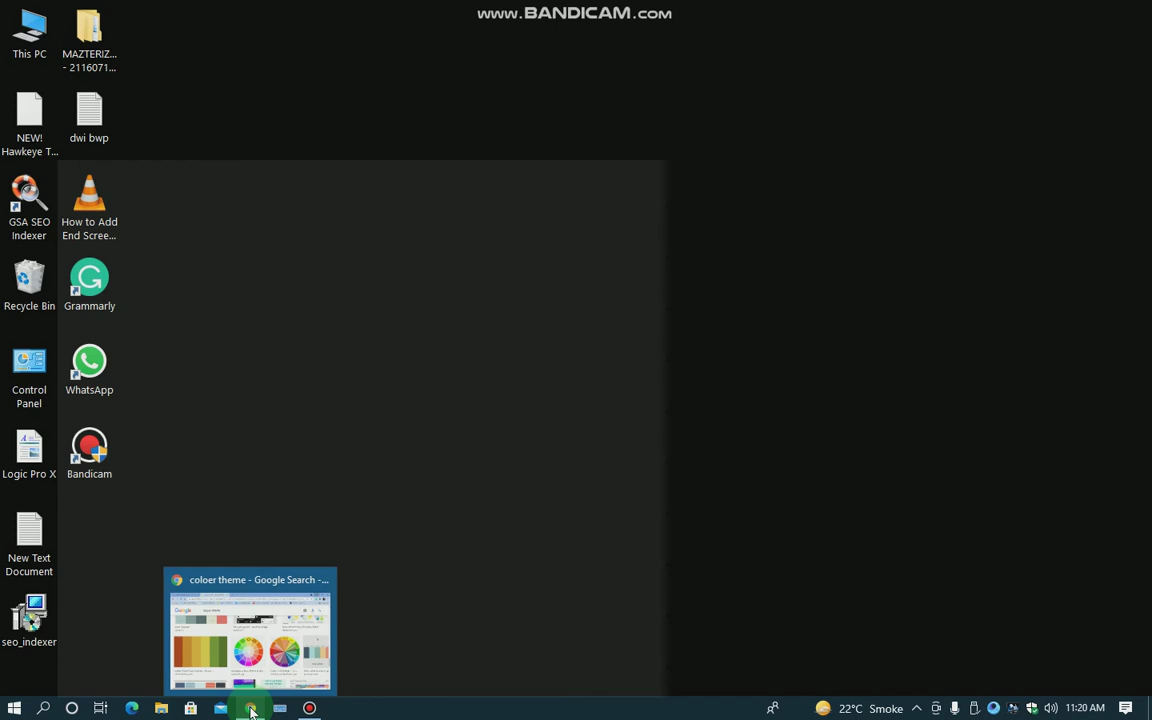 www.BANDICAM.com
This PC
MAZTERIZ...
- 2116071...
NEW!
Hawkeye T...
dwi bwp
GSA SEO
Indexer
How to Add
End Scree...
Recycle Bin
Grammarly
Control
Panel
WhatsApp
Logic Pro X
Bandicam
New Text
Document
seo_indexer
coloer theme - Google Search -...
Google
22°C Smoke
11:20 AM